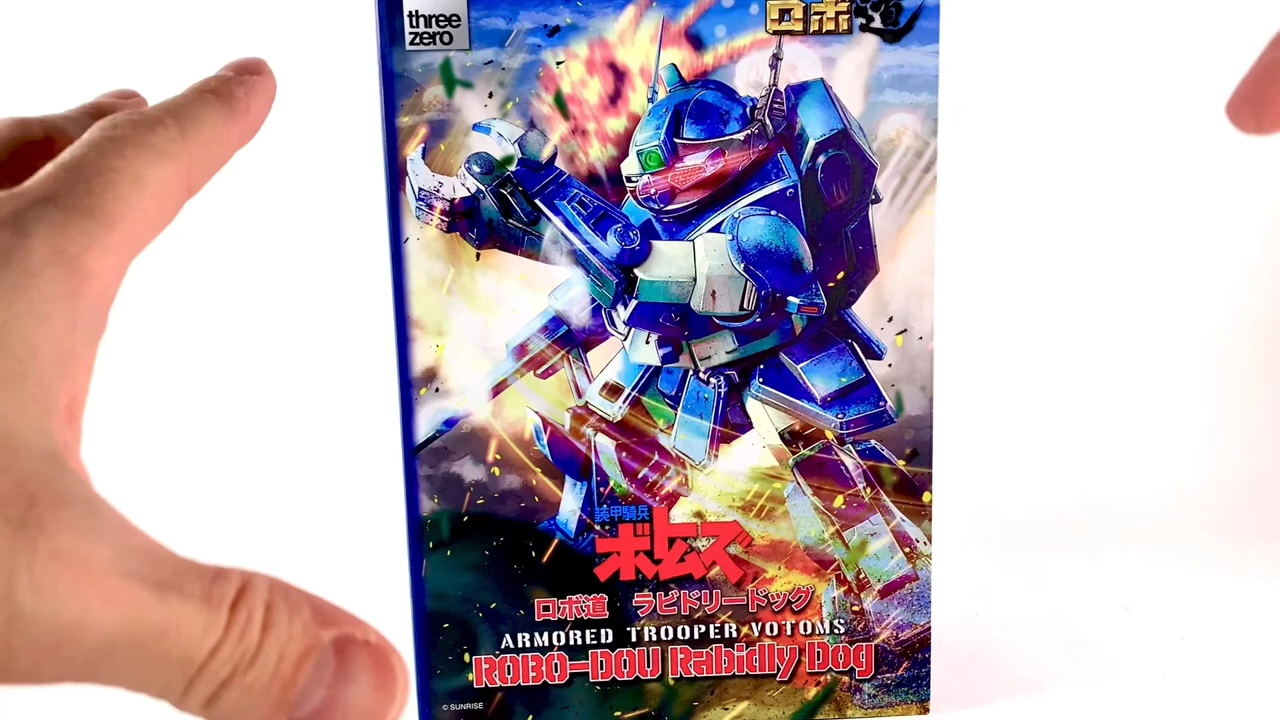 three
zero
ロボ道
装甲騎兵
ボトムズ
ロボ道 ラビドリードッグ
ARMORED TROOPER VOTOMS
ROBO-DOU Rabidly Dog
© SUNRISE